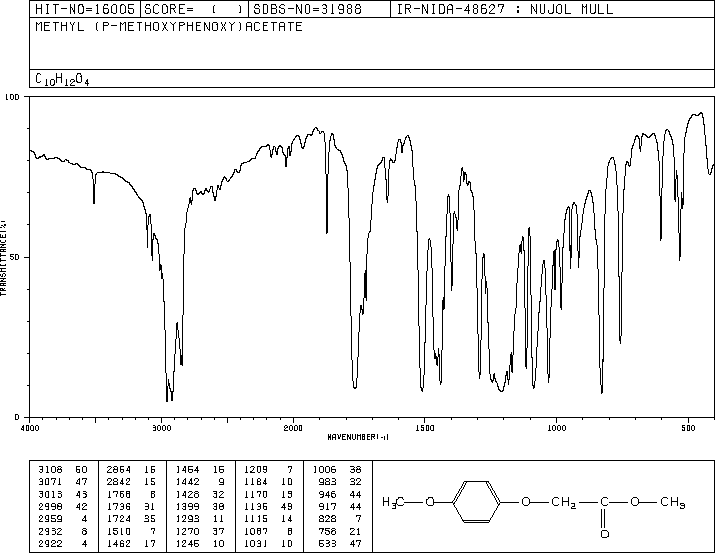 HIT-NO=16005 SCORE= ( ) SDBS-NO=31988 IR-NIDA-48627 : NUJOL MULL
METHYL (P-METHOXYPHENOXY)ACETATE
C10H12O4
100
50
0
TRANSMITTANCE(%)
4000 3000 2000 1500 1000 500
WAVENUMBER(-1)
3108 60 2864 15 1454 15 1209 7 1006 38
3071 47 2842 15 1442 9 1184 10 983 32
3013 43 1768 8 1428 32 1170 13 946 44
2998 42 1736 31 1399 38 1136 49 917 44
2959 4 1724 35 1293 11 1115 14 828 7
2932 8 1510 7 1270 37 1087 8 758 21
2922 4 1462 17 1245 10 1031 10 533 47
H3C O O CH2 C O CH3
O